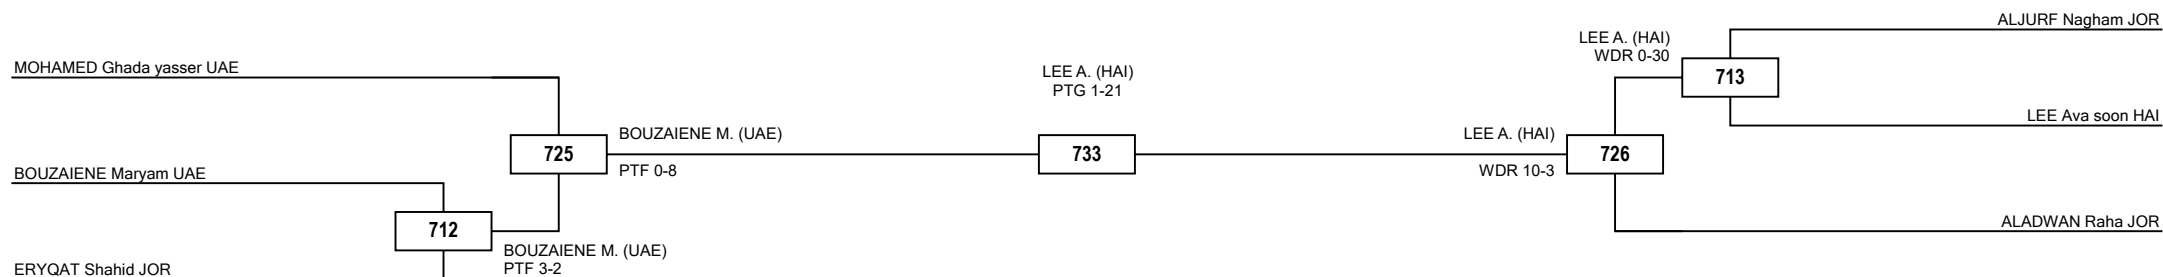 ALJURF Nagham JOR
LEE A. (HAI)
WDR 0-30
MOHAMED Ghada yasser UAE
LEE A. (HAI)
PTG 1-21
713
LEE Ava soon HAI
BOUZAIENE M. (UAE)
LEE A. (HAI)
725
733
726
BOUZAIENE Maryam UAE
PTF 0-8
WDR 10-3
ALADWAN Raha JOR
712
BOUZAIENE M. (UAE)
PTF 3-2
ERYQAT Shahid JOR